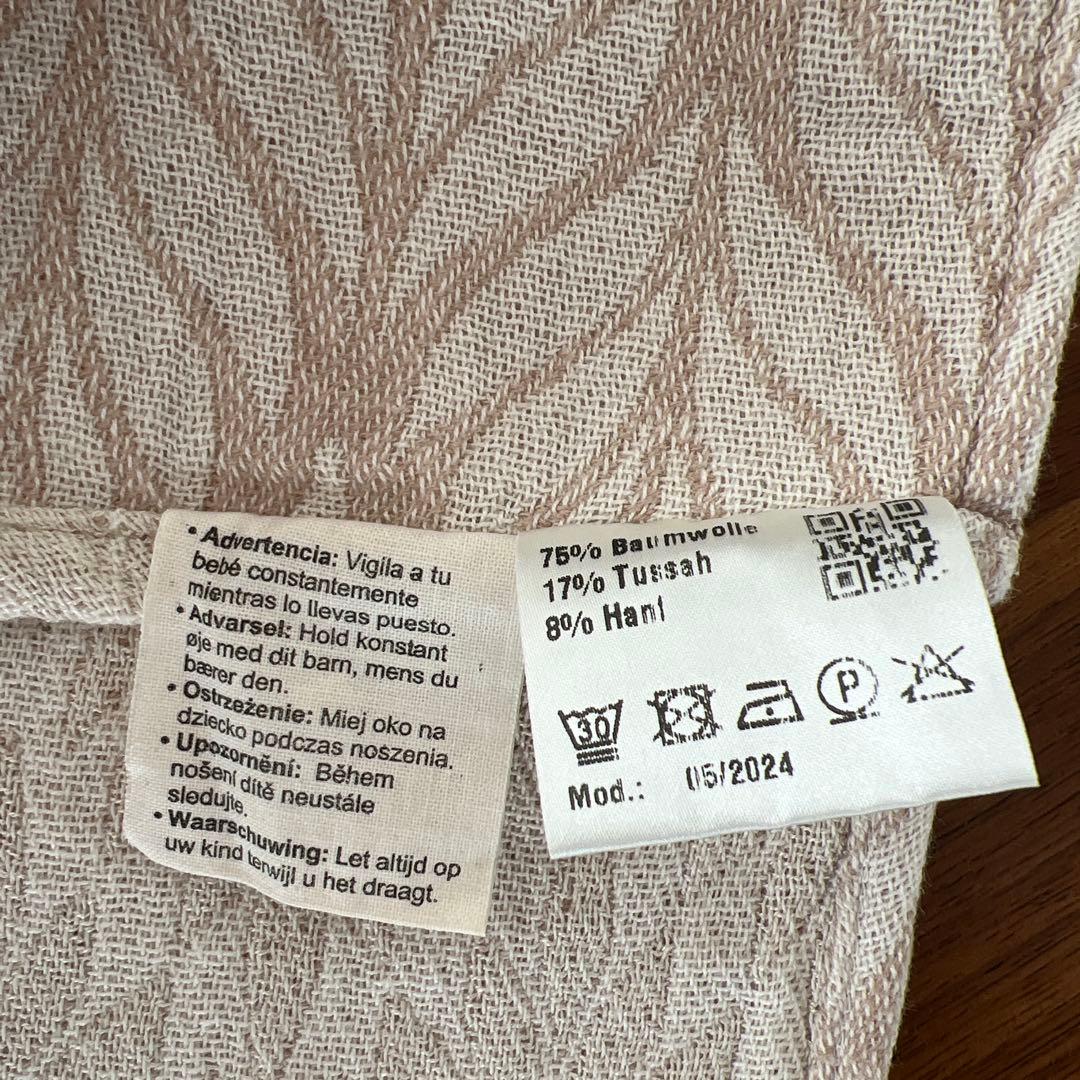 • Advertencia: Vigila a tu
bebé constantemente
mientras lo llevas puesto.
• Advarsel: Hold konstant
øje med dit barn, mens du
bærer den.
• Ostrzeżenie: Miej oko na
dziecko podczas noszenia.
• Upozornění: Během
nošení dítě neustále
sledujte.
• Waarschuwing: Let altijd op
uw kind terwijl u het draagt.
75% Baumwolle
17% Tussah
8% Hanf
30
P
Mod.: 05/2024